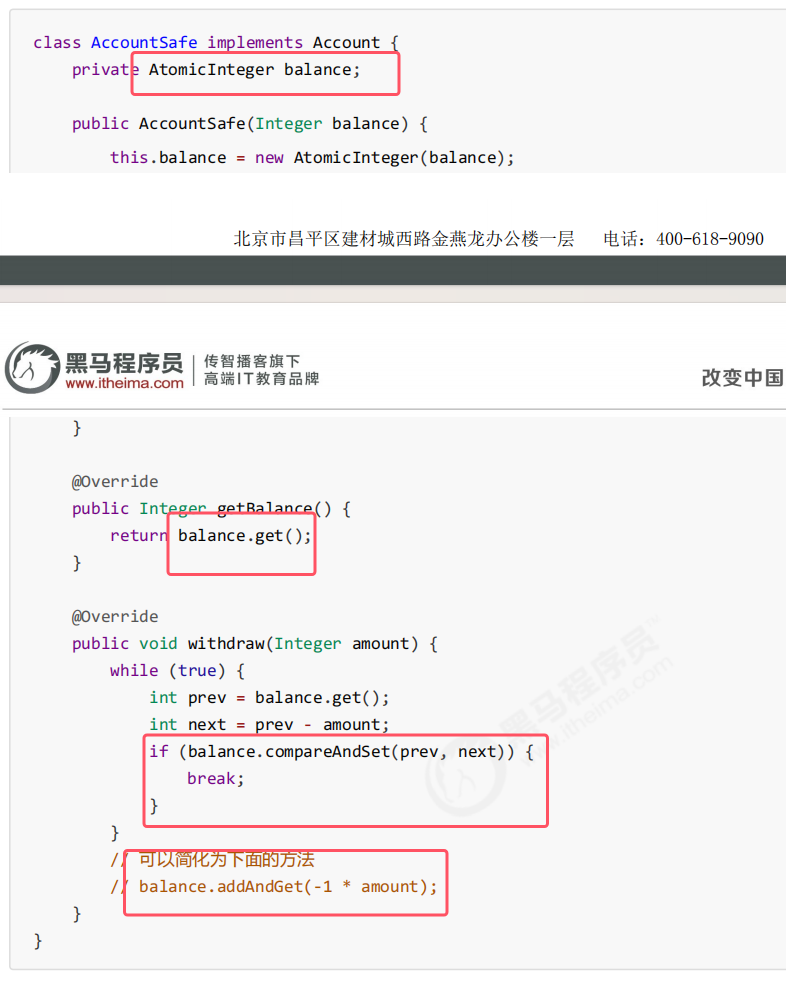 class AccountSafe implements Account {
    private AtomicInteger balance;
    public AccountSafe(Integer balance) {
        this.balance = new AtomicInteger(balance);
北京市昌平区建材城西路金燕龙办公楼一层 电话：400-618-9090
黑马程序员
www.itheima.com
传智播客旗下
高端IT教育品牌
改变中国
    }
    @Override
    public Integer getBalance() {
        return balance.get();
    }
    @Override
    public void withdraw(Integer amount) {
        while (true) {
            int prev = balance.get();
            int next = prev - amount;
            if (balance.compareAndSet(prev, next)) {
                break;
            }
        }
        // 可以简化为下面的方法
        // balance.addAndGet(-1 * amount);
    }
}
黑马程序员
www.itheima.com